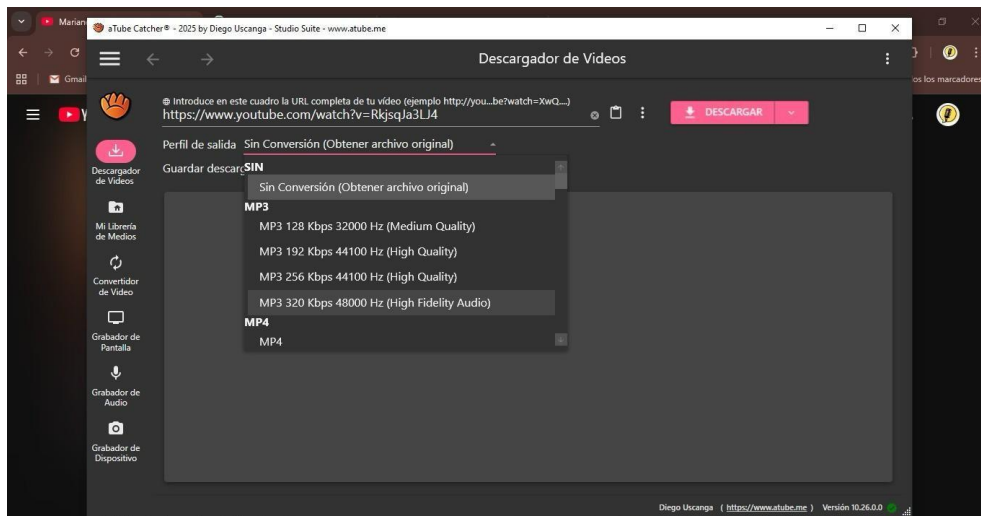 Marian
aTube Catcher® - 2025 by Diego Uscanga - Studio Suite - www.atube.me
Gmail
os los marcadores
Descargador de Videos
Introduce en este cuadro la URL completa de tu vídeo (ejemplo http://you...be?watch=XwQ....)
https://www.youtube.com/watch?v=RkjsqJa3LJ4
DESCARGAR
Perfil de salida Sin Conversión (Obtener archivo original)
Guardar descarg
SIN
Sin Conversión (Obtener archivo original)
MP3
MP3 128 Kbps 32000 Hz (Medium Quality)
MP3 192 Kbps 44100 Hz (High Quality)
MP3 256 Kbps 44100 Hz (High Quality)
MP3 320 Kbps 48000 Hz (High Fidelity Audio)
MP4
MP4
Descargador
de Videos
Mi Librería
de Medios
Convertidor
de Video
Grabador de
Pantalla
Grabador de
Audio
Grabador de
Dispositivo
Diego Uscanga ( https://www.atube.me ) Versión 10.26.0.0